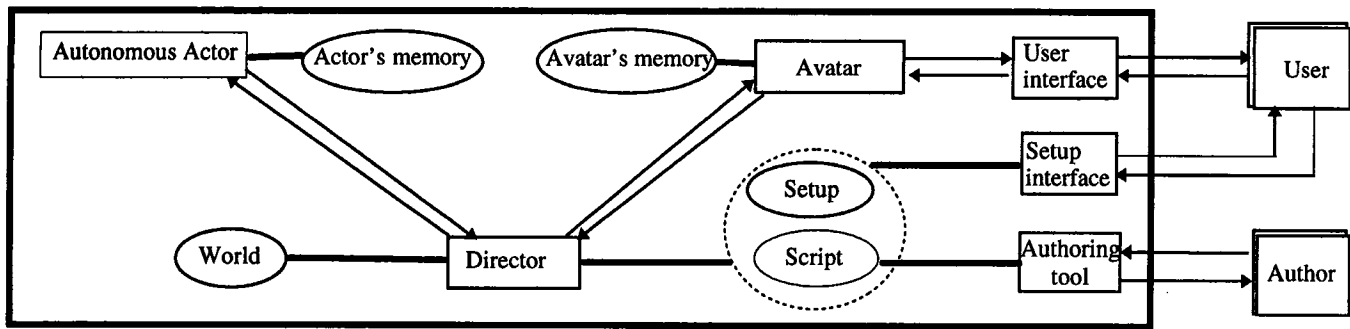 Autonomous Actor
Actor's memory
Avatar's memory
Avatar
User
interface
User
Setup
interface
Setup
World
Director
Script
Authoring
tool
Author